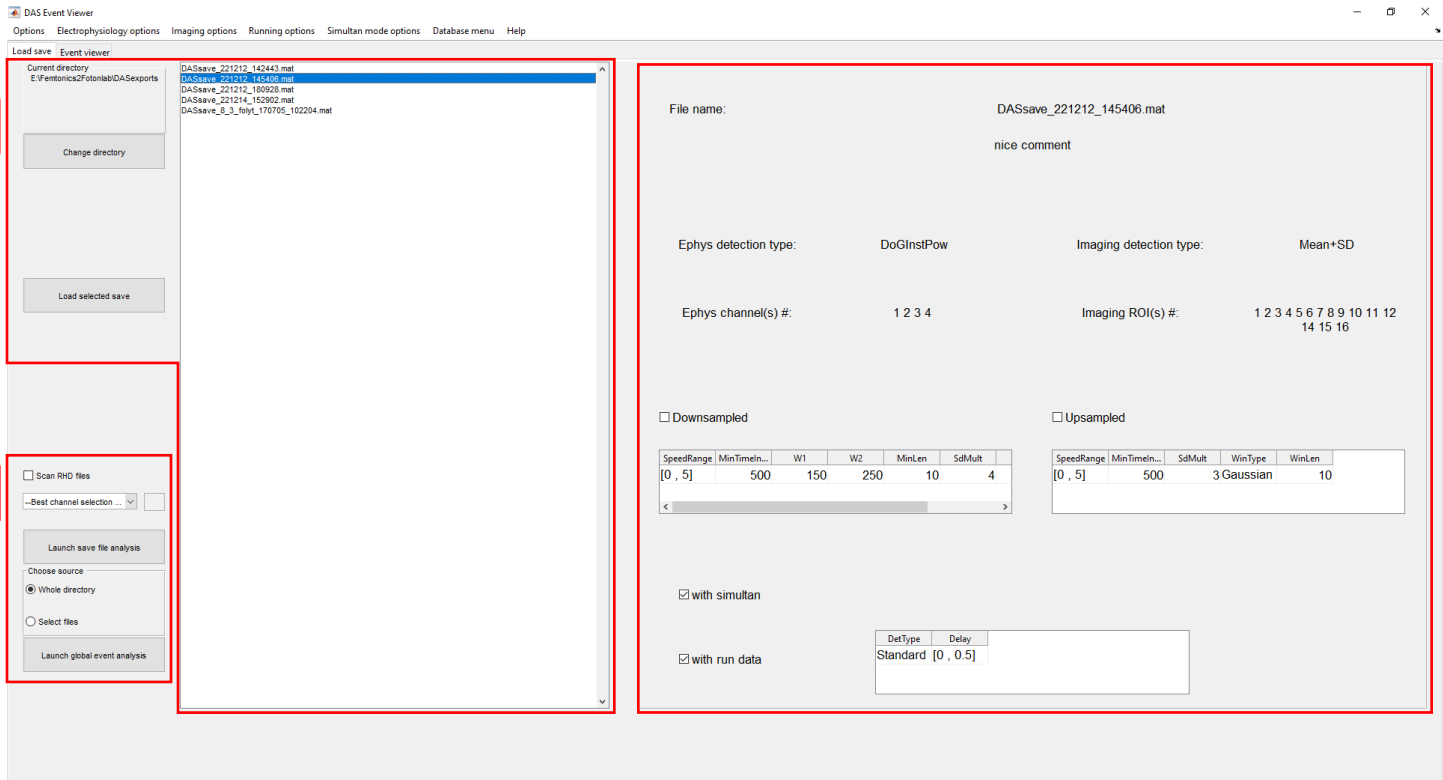 DAS Event Viewer
Options Electrophysiology options Imaging options Running options Simultan mode options Database menu Help
Load save Event viewer
Current directory
E:\Femtonics2Fotonlab\DASexports
Change directory
Load selected save
DASsave_221212_142443.mat
DASsave_221212_145406.mat
DASsave_221212_180928.mat
DASsave_221214_152902.mat
DASsave_8_3_folyt_170705_102204.mat
Scan RHD files
--Best channel selection ...
Launch save file analysis
Choose source
Whole directory
Select files
Launch global event analysis
File name: DASsave_221212_145406.mat
nice comment
Ephys detection type: DoGInstPow Imaging detection type: Mean+SD
Ephys channel(s) #: 1 2 3 4 Imaging ROI(s) #: 1 2 3 4 5 6 7 8 9 10 11 12
14 15 16
Downsampled
SpeedRange MinTimeIn... W1 W2 MinLen SdMult
[0 , 5] 500 150 250 10 4
Upsampled
SpeedRange MinTimeIn... SdMult WinType WinLen
[0 , 5] 500 3 Gaussian 10
with simultan
with run data
DetType Delay
Standard [0 , 0.5]